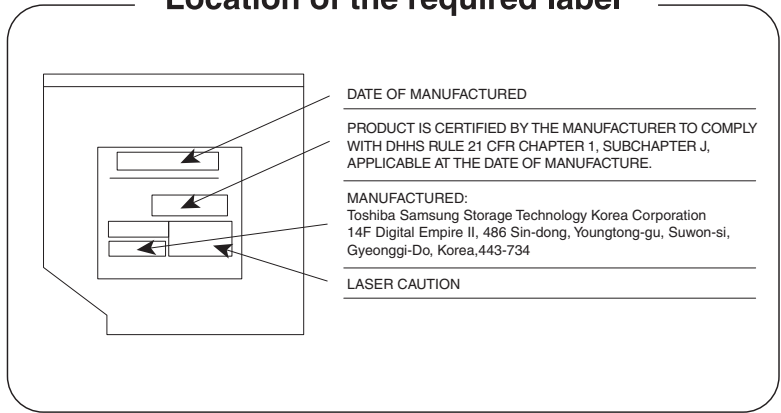 Location of the required label
DATE OF MANUFACTURED
PRODUCT IS CERTIFIED BY THE MANUFACTURER TO COMPLY
WITH DHHS RULE 21 CFR CHAPTER 1, SUBCHAPTER J,
APPLICABLE AT THE DATE OF MANUFACTURE.
MANUFACTURED:
Toshiba Samsung Storage Technology Korea Corporation
14F Digital Empire II, 486 Sin-dong, Youngtong-gu, Suwon-si,
Gyeonggi-Do, Korea,443-734
LASER CAUTION